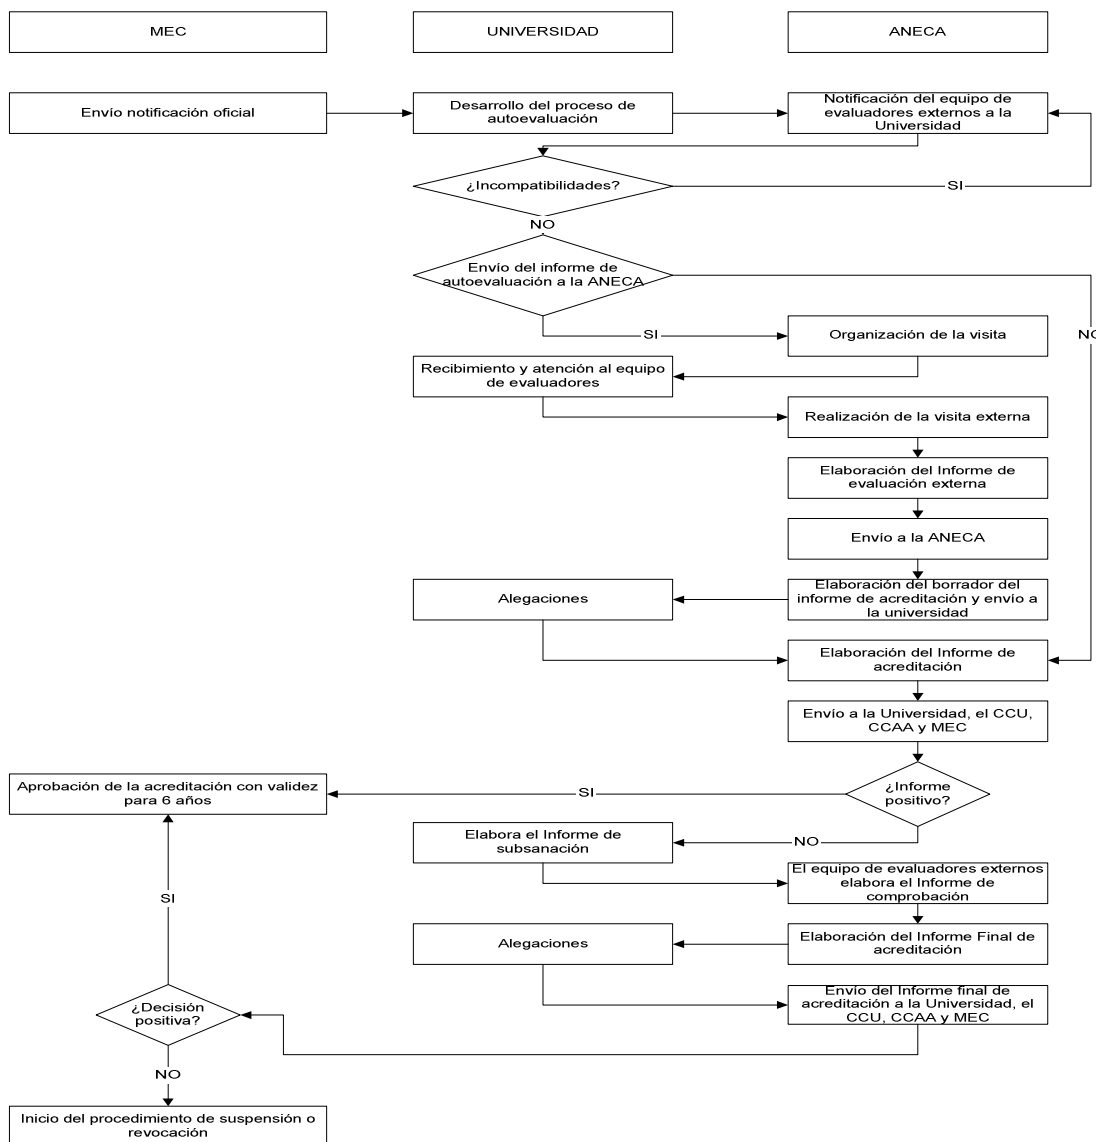 MEC
UNIVERSIDAD
ANECA
Envío notificación oficial
Desarrollo del proceso de
autoevaluación
Notificación del equipo de
evaluadores externos a la
Universidad
¿Incompatibilidades?
SI
NO
Envío del informe de
autoevaluación a la ANECA
SI
Organización de la visita
NO
Recibimiento y atención al equipo
de evaluadores
Realización de la visita externa
Elaboración del Informe de
evaluación externa
Envío a la ANECA
Alegaciones
Elaboración del borrador del
informe de acreditación y envío a
la universidad
Elaboración del Informe de
acreditación
Envío a la Universidad, el CCU,
CCAA y MEC
Aprobación de la acreditación con validez
para 6 años
SI
¿Informe
positivo?
Elabora el Informe de
subsanación
NO
El equipo de evaluadores externos
elabora el Informe de
comprobación
SI
Alegaciones
Elaboración del Informe Final de
acreditación
¿Decisión
positiva?
Envío del Informe final de
acreditación a la Universidad, el
CCU, CCAA y MEC
NO
Inicio del procedimiento de suspensión o
revocación